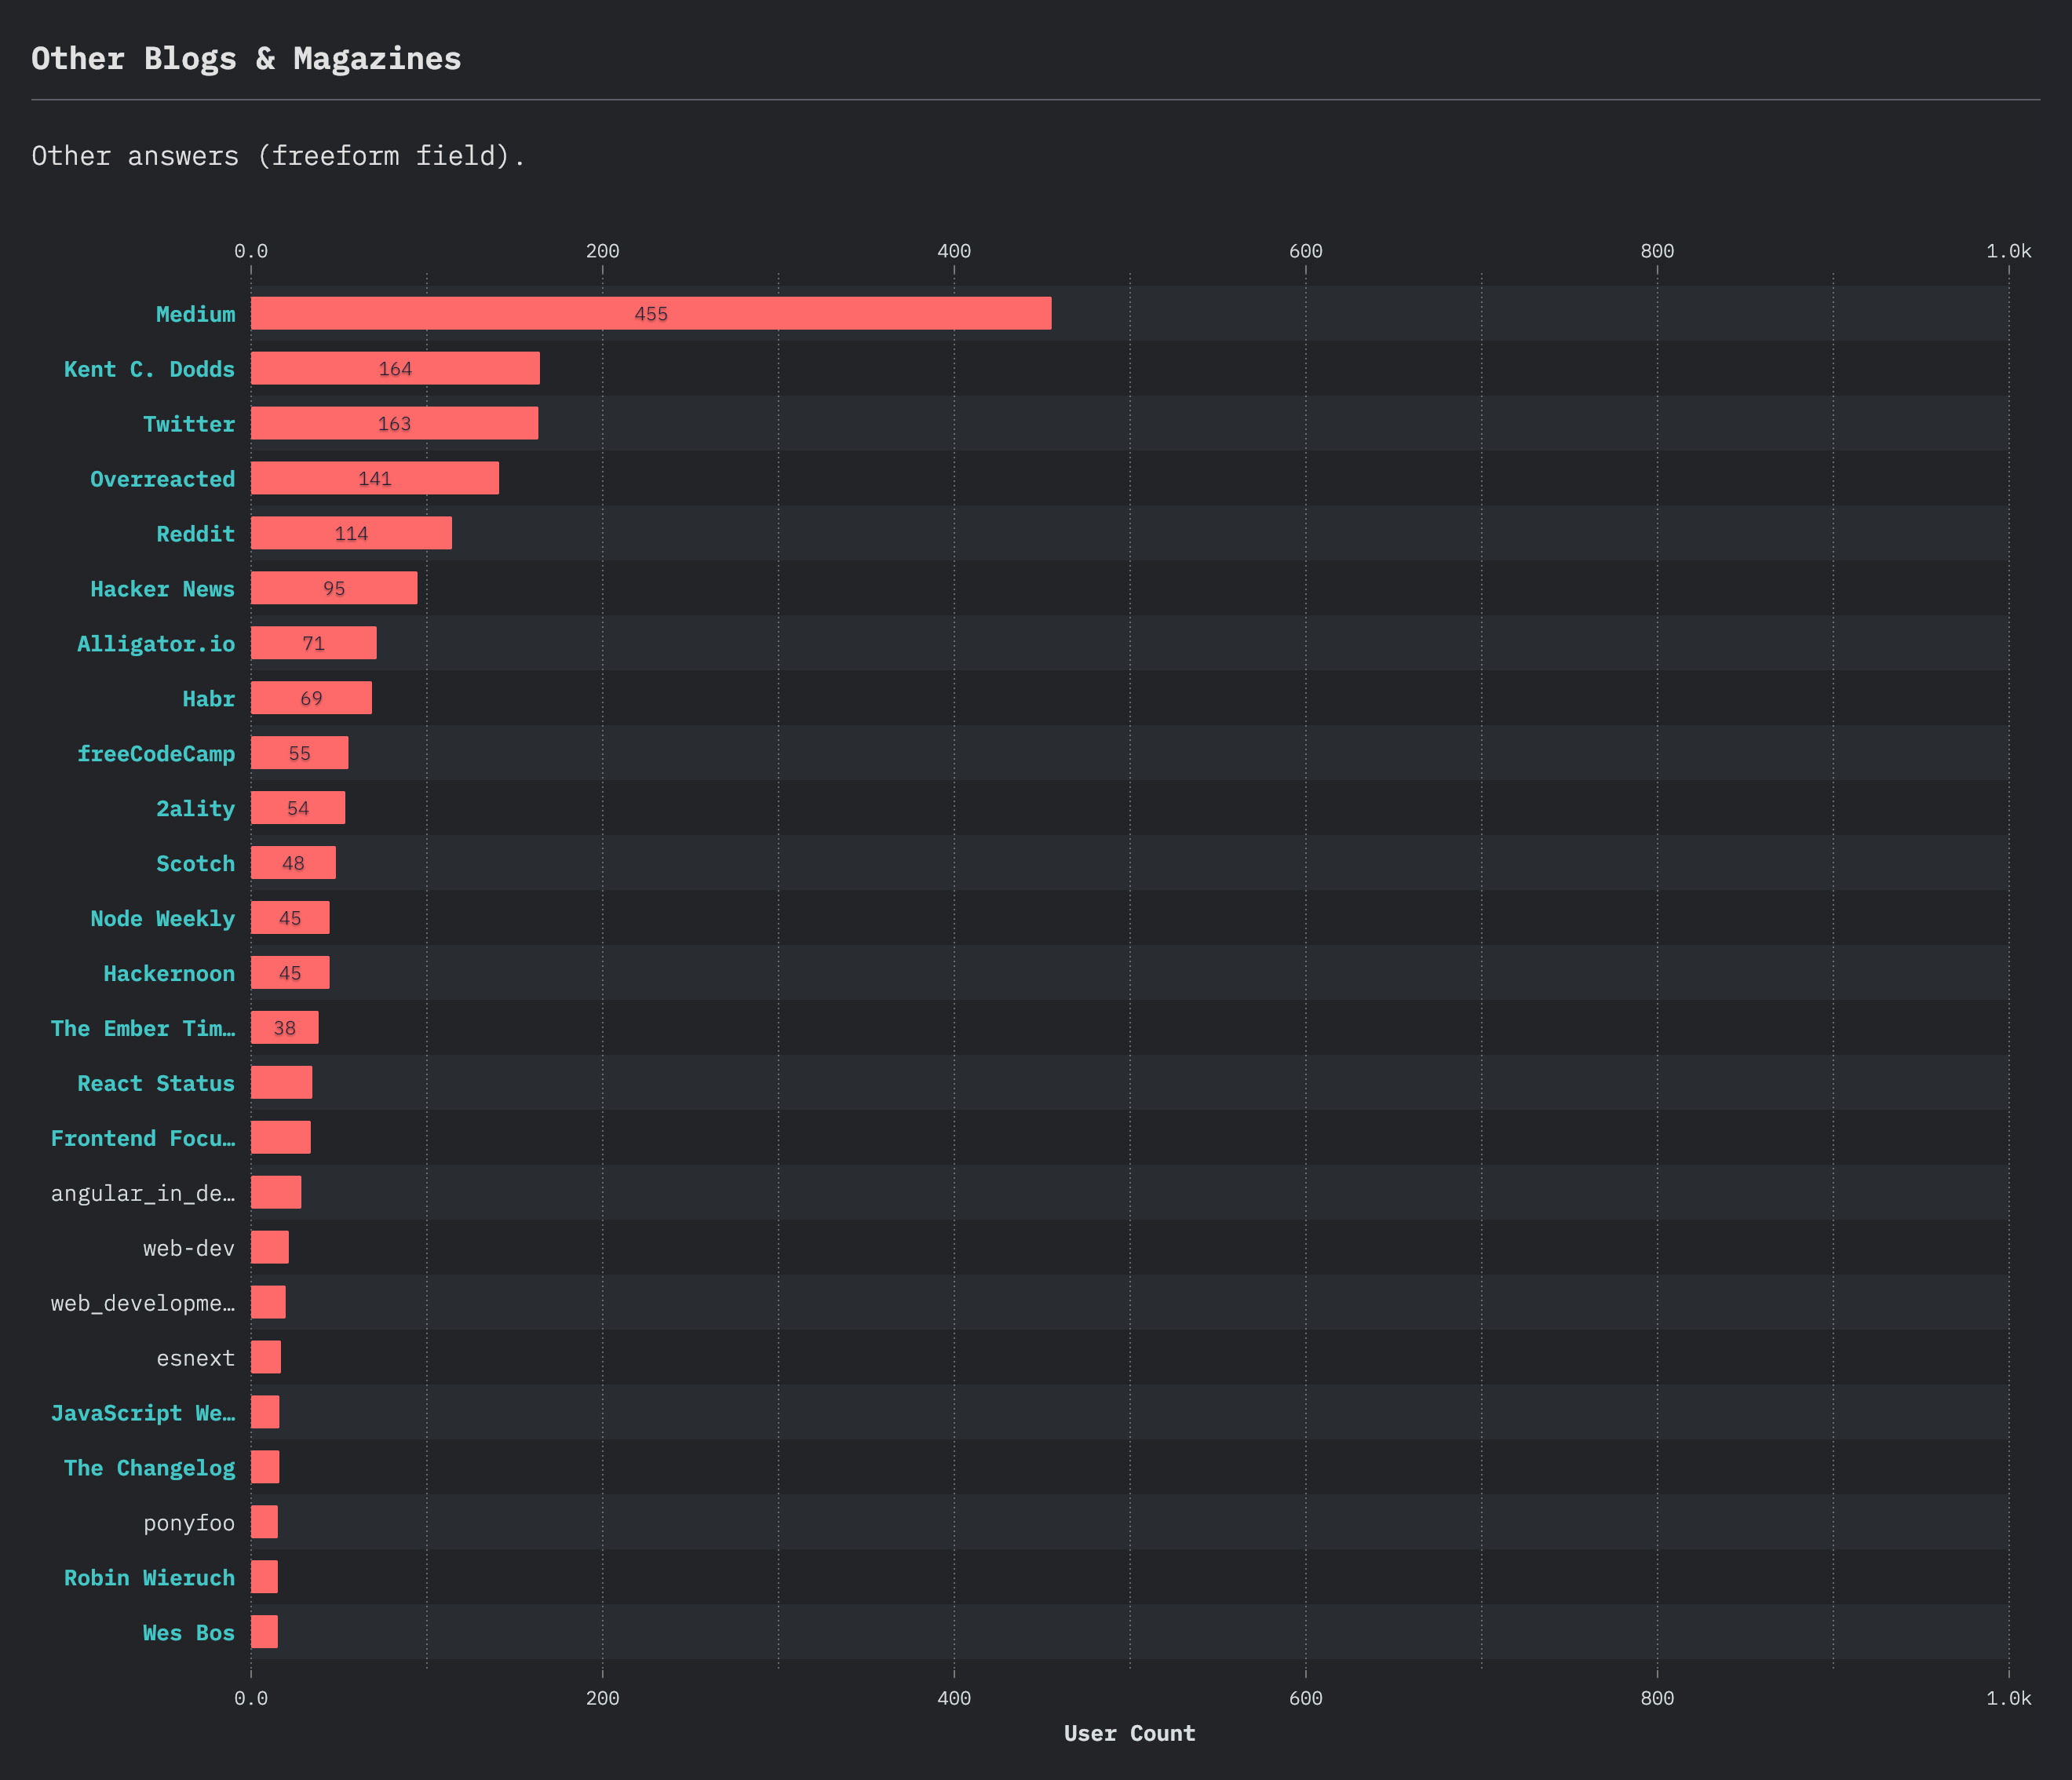 Other Blogs & Magazines
Other answers (freeform field).
0.0 200 400 600 800 1.0k
Medium 455
Kent C. Dodds 164
Twitter 163
Overreacted 141
Reddit 114
Hacker News 95
Alligator.io 71
Habr 69
freeCodeCamp 55
2ality 54
Scotch 48
Node Weekly 45
Hackernoon 45
The Ember Tim… 38
React Status
Frontend Focu…
angular_in_de…
web-dev
web_developme…
esnext
JavaScript We…
The Changelog
ponyfoo
Robin Wieruch
Wes Bos
0.0 200 400 600 800 1.0k
User Count